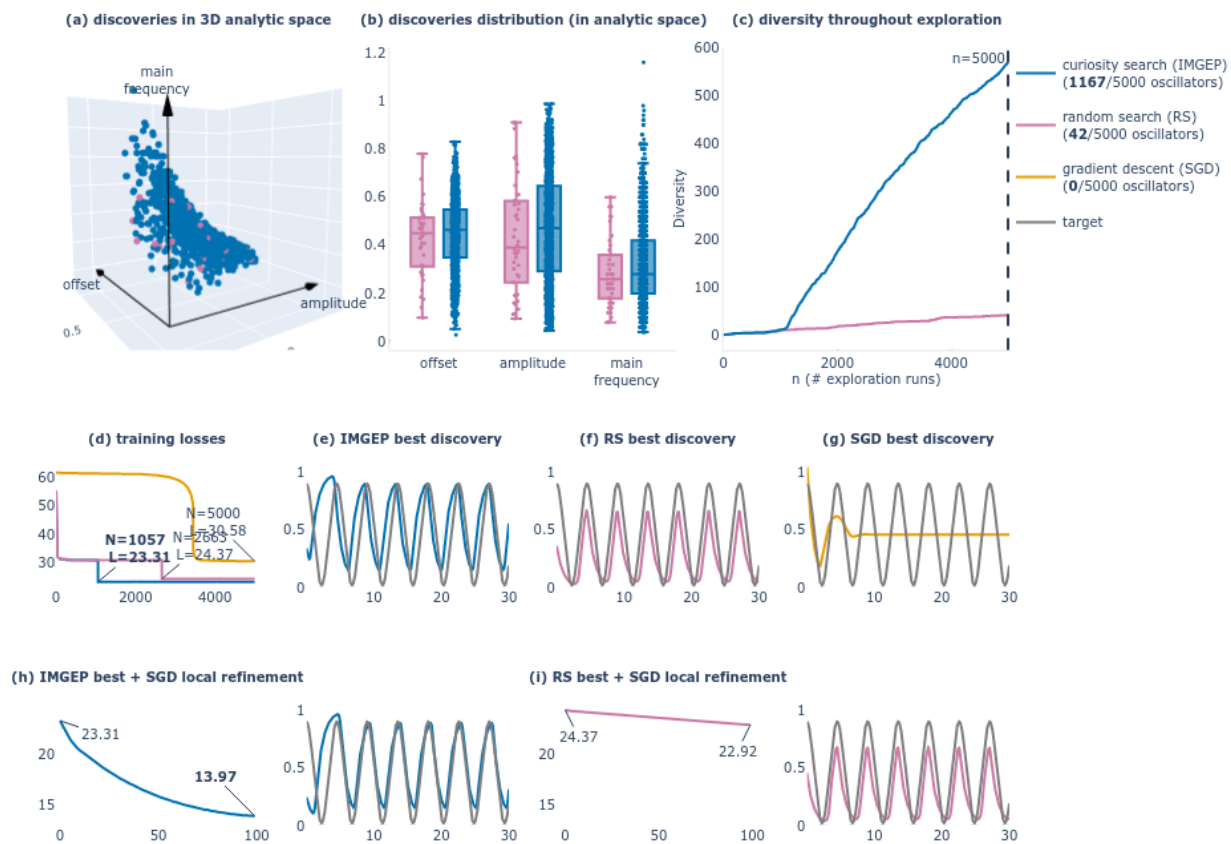 (a) discoveries in 3D analytic space
main
frequency
offset
amplitude
0.5
(b) discoveries distribution (in analytic space)
1.2
1
0.8
0.6
0.4
0.2
0
offset
amplitude
main
frequency
(c) diversity throughout exploration
600
500
400
300
200
100
0
Diversity
n=5000
0
2000
4000
n (# exploration runs)
curiosity search (IMGEP)
(1167/5000 oscillators)
random search (RS)
(42/5000 oscillators)
gradient descent (SGD)
(0/5000 oscillators)
target
(d) training losses
60
50
40
30
N=5000
L=30.58
N=1057
L=23.31
N=2663
L=24.37
0
2000
4000
(e) IMGEP best discovery
1
0.5
0
10
20
30
(f) RS best discovery
1
0.5
0
10
20
30
(g) SGD best discovery
1
0.5
0
10
20
30
(h) IMGEP best + SGD local refinement
23.31
20
13.97
15
0
50
100
1
0.5
0
10
20
30
(i) RS best + SGD local refinement
24.37
22.92
20
15
0
50
100
1
0.5
0
10
20
30